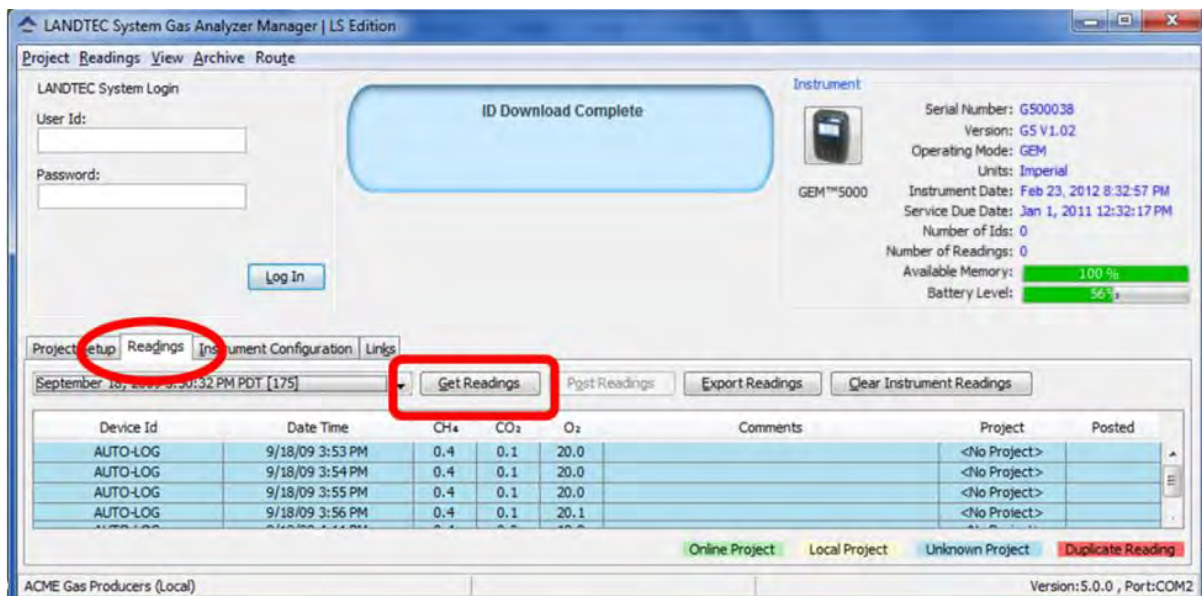 LANDTEC System Gas Analyzer Manager | LS Edition
Project Readings View Archive Route
LANDTEC System Login
User Id:
Password:
Log In
ID Download Complete
Instrument
GEM™5000
Serial Number: G500038
Version: G5 V1.02
Operating Mode: GEM
Units: Imperial
Instrument Date: Feb 23, 2012 8:32:57 PM
Service Due Date: Jan 1, 2011 12:32:17 PM
Number of Ids: 0
Number of Readings: 0
Available Memory: 100 %
Battery Level: 56%
Project Setup Readings Instrument Configuration Links
September 18, PM PDT [175] Get Readings Post Readings Export Readings Clear Instrument Readings
Device Id Date Time CH₄ CO₂ O₂ Comments Project Posted
AUTO-LOG 9/18/09 3:53 PM 0.4 0.1 20.0 <No Project>
AUTO-LOG 9/18/09 3:54 PM 0.4 0.1 20.0 <No Project>
AUTO-LOG 9/18/09 3:55 PM 0.4 0.1 20.0 <No Project>
AUTO-LOG 9/18/09 3:56 PM 0.4 0.1 20.1 <No Project>
Online Project Local Project Unknown Project Duplicate Reading
ACME Gas Producers (Local) Version:5.0.0 , Port:COM2